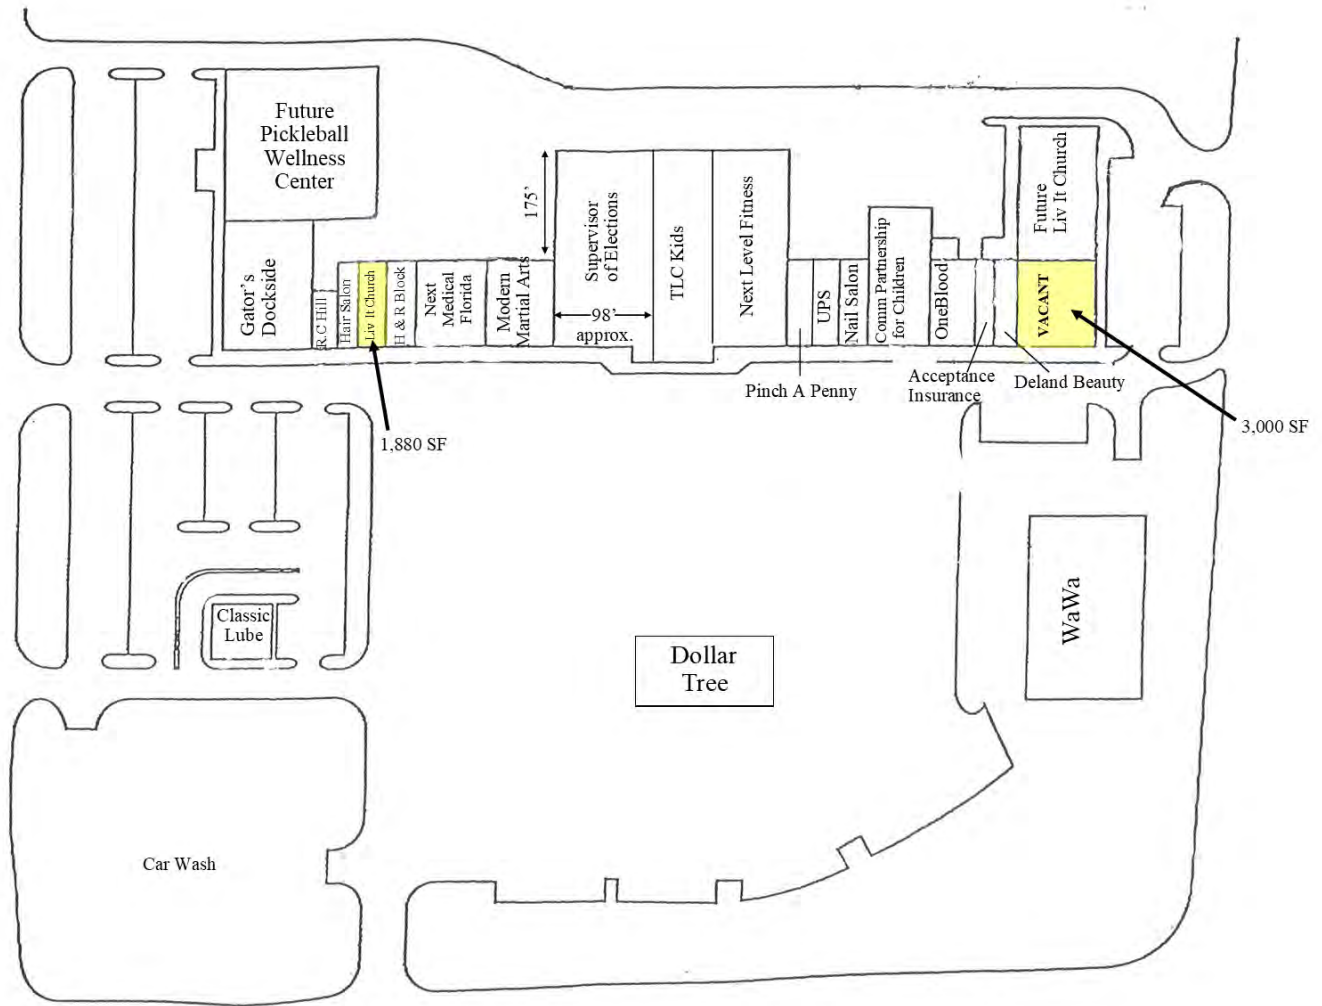 Future
Pickleball
Wellness
Center
Gator's
Dockside
R.C Hill
Hair Salon
Liv It Church
H & R Block
Next
Medical
Florida
Modern
Martial Arts
175'
Supervisor
of Elections
98'
approx.
TLC Kids
Next Level Fitness
UPS
Nail Salon
Comm Partnership
for Children
OneBlood
Future
Liv It Church
VACANT
Pinch A Penny
Acceptance
Insurance
Deland Beauty
1,880 SF
3,000 SF
Classic
Lube
WaWa
Dollar
Tree
Car Wash